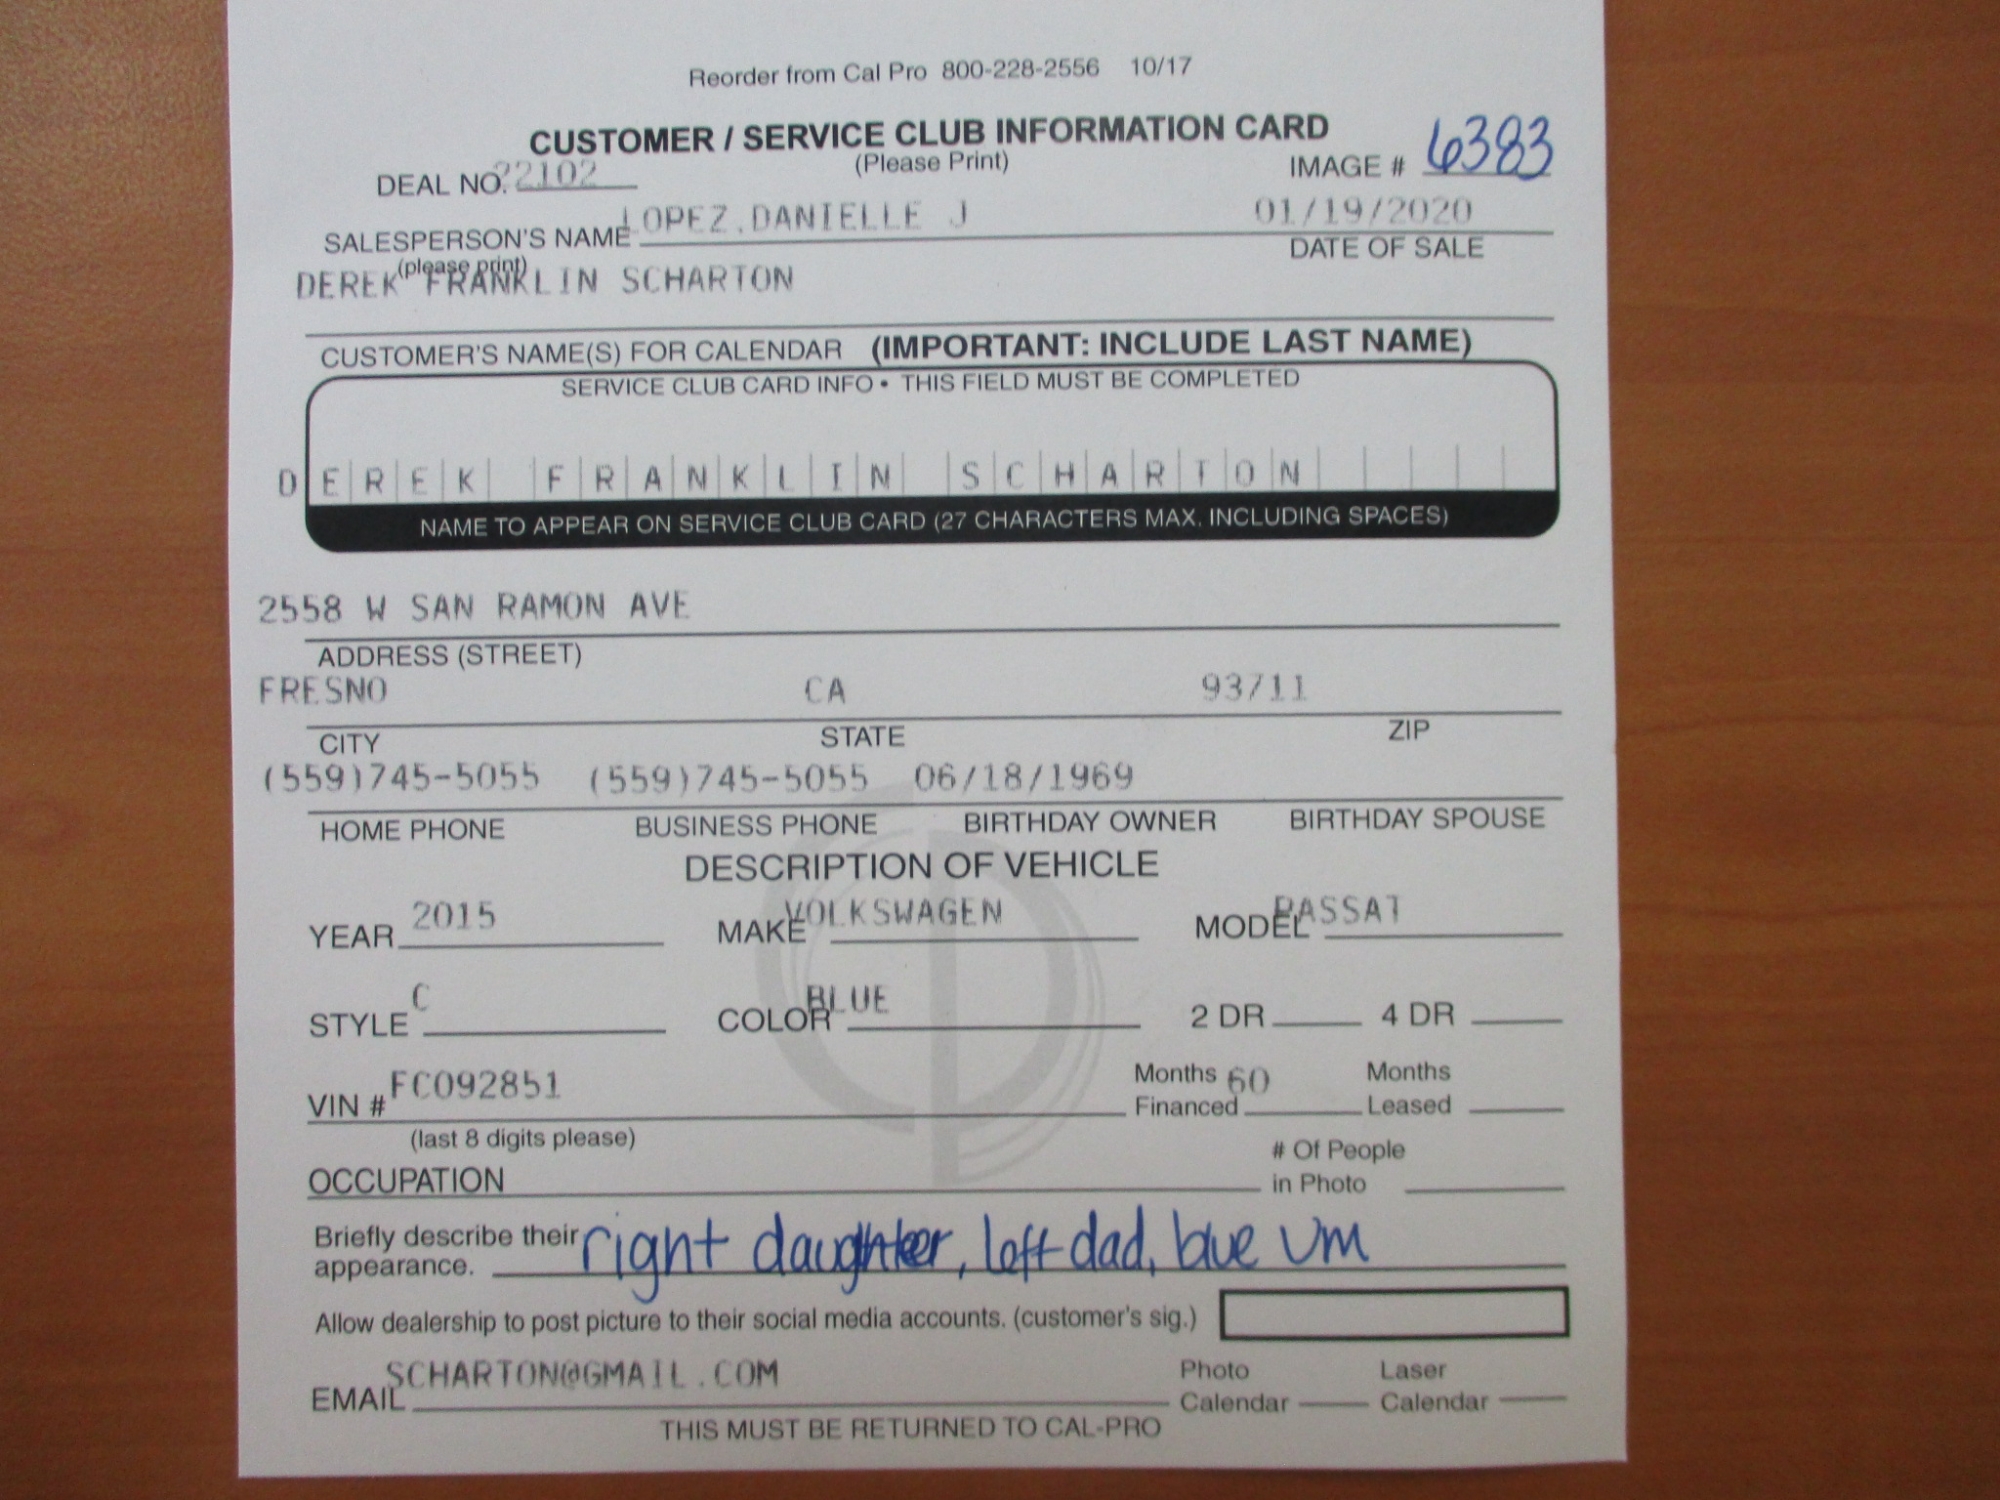 Reorder from Cal Pro 800-228-2556 10/17
CUSTOMER / SERVICE CLUB INFORMATION CARD
(Please Print)
DEAL NO. 22102 IMAGE # 6383
LOPEZ,DANIELLE J 01/19/2020
SALESPERSON'S NAME DATE OF SALE
(please print)
DEREK FRANKLIN SCHARTON
CUSTOMER'S NAME(S) FOR CALENDAR (IMPORTANT: INCLUDE LAST NAME)
SERVICE CLUB CARD INFO • THIS FIELD MUST BE COMPLETED
DEREK FRANKLIN SCHARTON
NAME TO APPEAR ON SERVICE CLUB CARD (27 CHARACTERS MAX. INCLUDING SPACES)
2558 W SAN RAMON AVE
ADDRESS (STREET)
FRESNO CA 93711
CITY STATE ZIP
(559)745-5055 (559)745-5055 06/18/1969
HOME PHONE BUSINESS PHONE BIRTHDAY OWNER BIRTHDAY SPOUSE
DESCRIPTION OF VEHICLE
YEAR 2015 MAKE VOLKSWAGEN MODEL PASSAT
STYLE C COLOR BLUE 2 DR 4 DR
VIN # FC092851 Months Financed 60 Months Leased
(last 8 digits please)
OCCUPATION # Of People in Photo
Briefly describe their appearance. right daughter, left dad, blue vm
Allow dealership to post picture to their social media accounts. (customer's sig.)
EMAIL SCHARTON@GMAIL.COM Photo Calendar Laser Calendar
THIS MUST BE RETURNED TO CAL-PRO